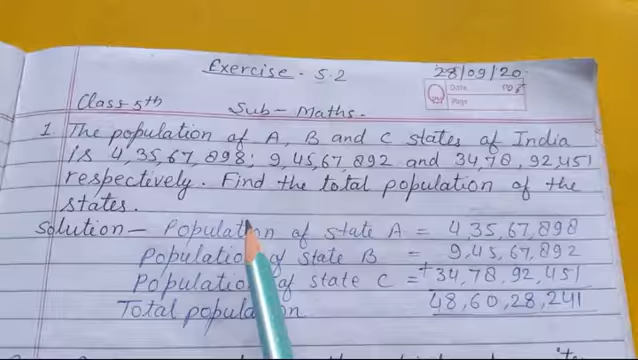 Exercise - 5.2
28/09/20
Date
Page
Class 5th
Sub - Maths.
1 The population of A, B and C states of India
is 4,35,67,898; 9,45,67,892 and 34,78,92,451
respectively. Find the total population of the
states.
Solution - Population of state A = 4,35,67,898
Population of state B = 9,45,67,892
Population of state C = +34,78,92,451
Total population 48,60,28,241